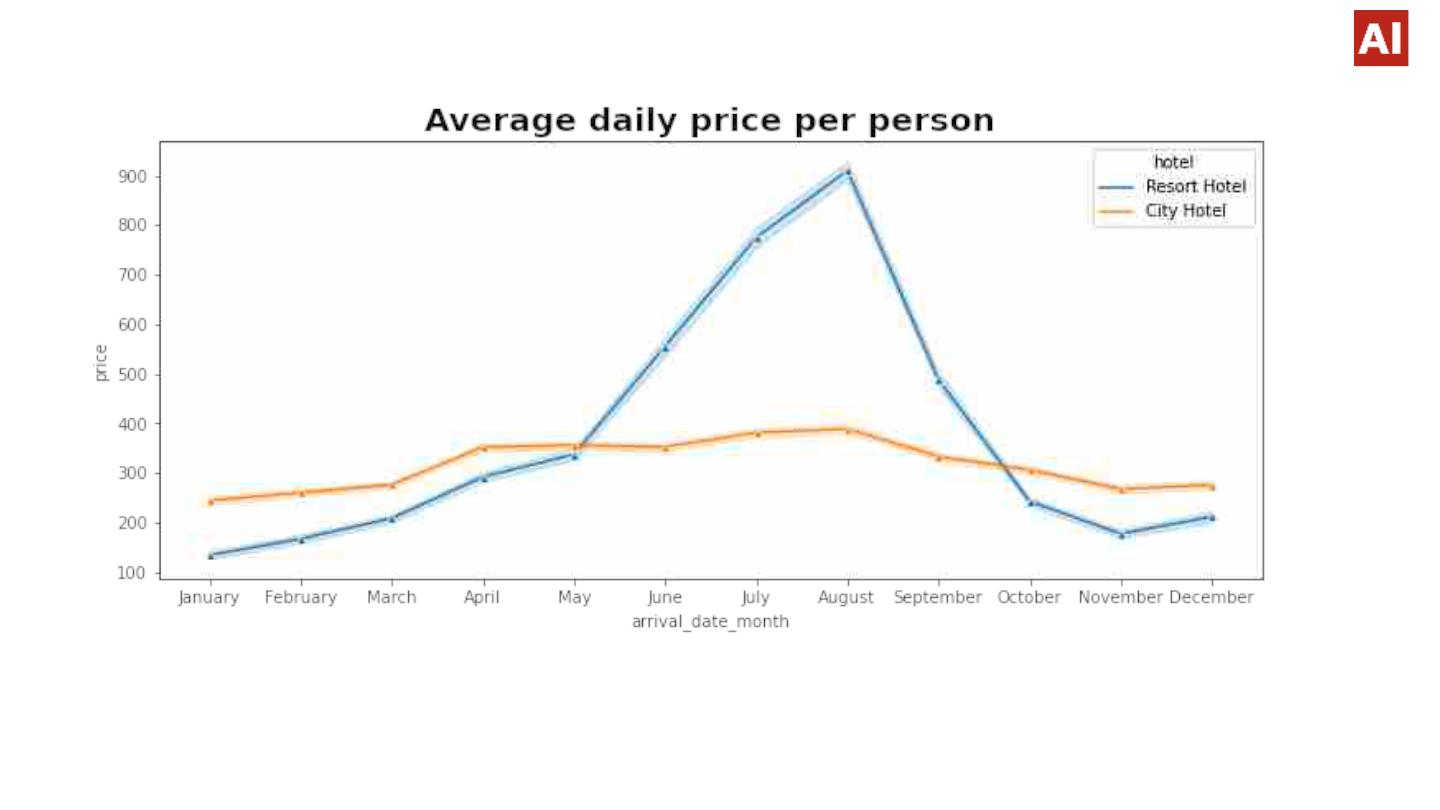 AI
Average daily price per person
hotel
Resort Hotel
City Hotel
900
800
700
600
500
400
300
200
100
price
January February March April May June July August September October November December
arrival_date_month